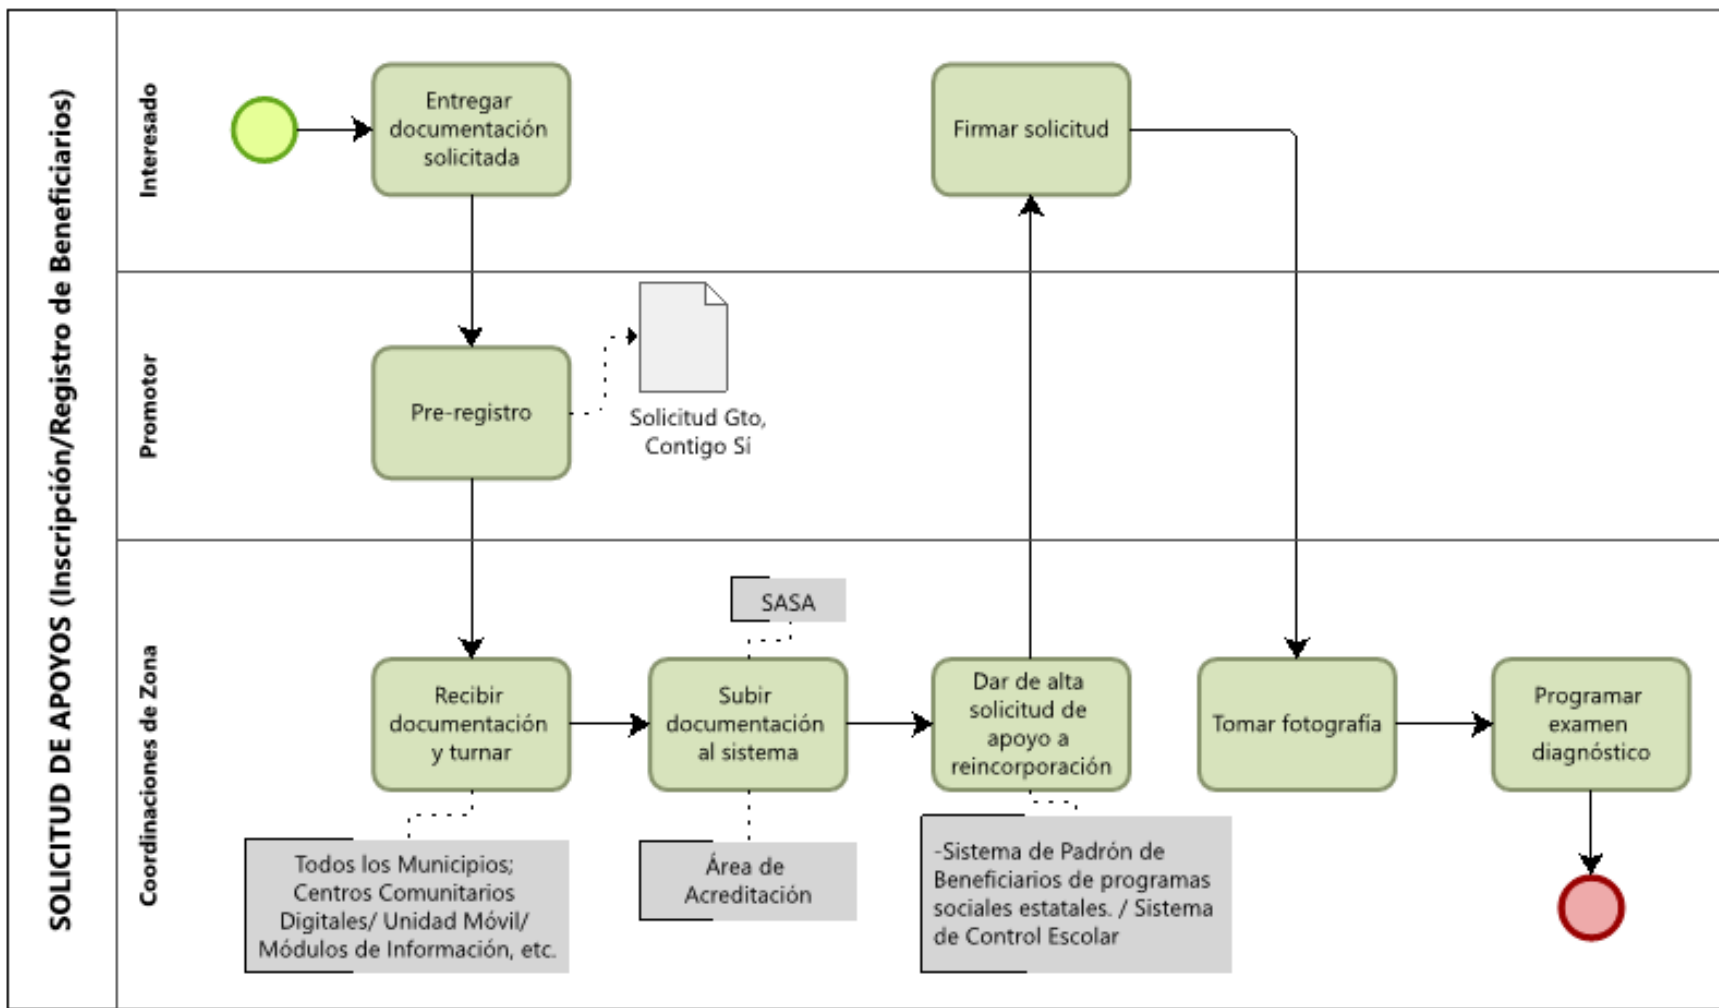 SOLICITUD DE APOYOS (Inscripción/Registro de Beneficiarios)
Interesado
Entregar
documentación
solicitada
Firmar solicitud
Promotor
Pre-registro
Solicitud Gto,
Contigo Sí
Coordinaciones de Zona
SASA
Recibir
documentación
y turnar
Subir
documentación
al sistema
Dar de alta
solicitud de
apoyo a
reincorporación
Tomar fotografía
Programar
examen
diagnóstico
Todos los Municipios;
Centros Comunitarios
Digitales/ Unidad Móvil/
Módulos de Información, etc.
Área de
Acreditación
-Sistema de Padrón de
Beneficiarios de programas
sociales estatales. / Sistema
de Control Escolar